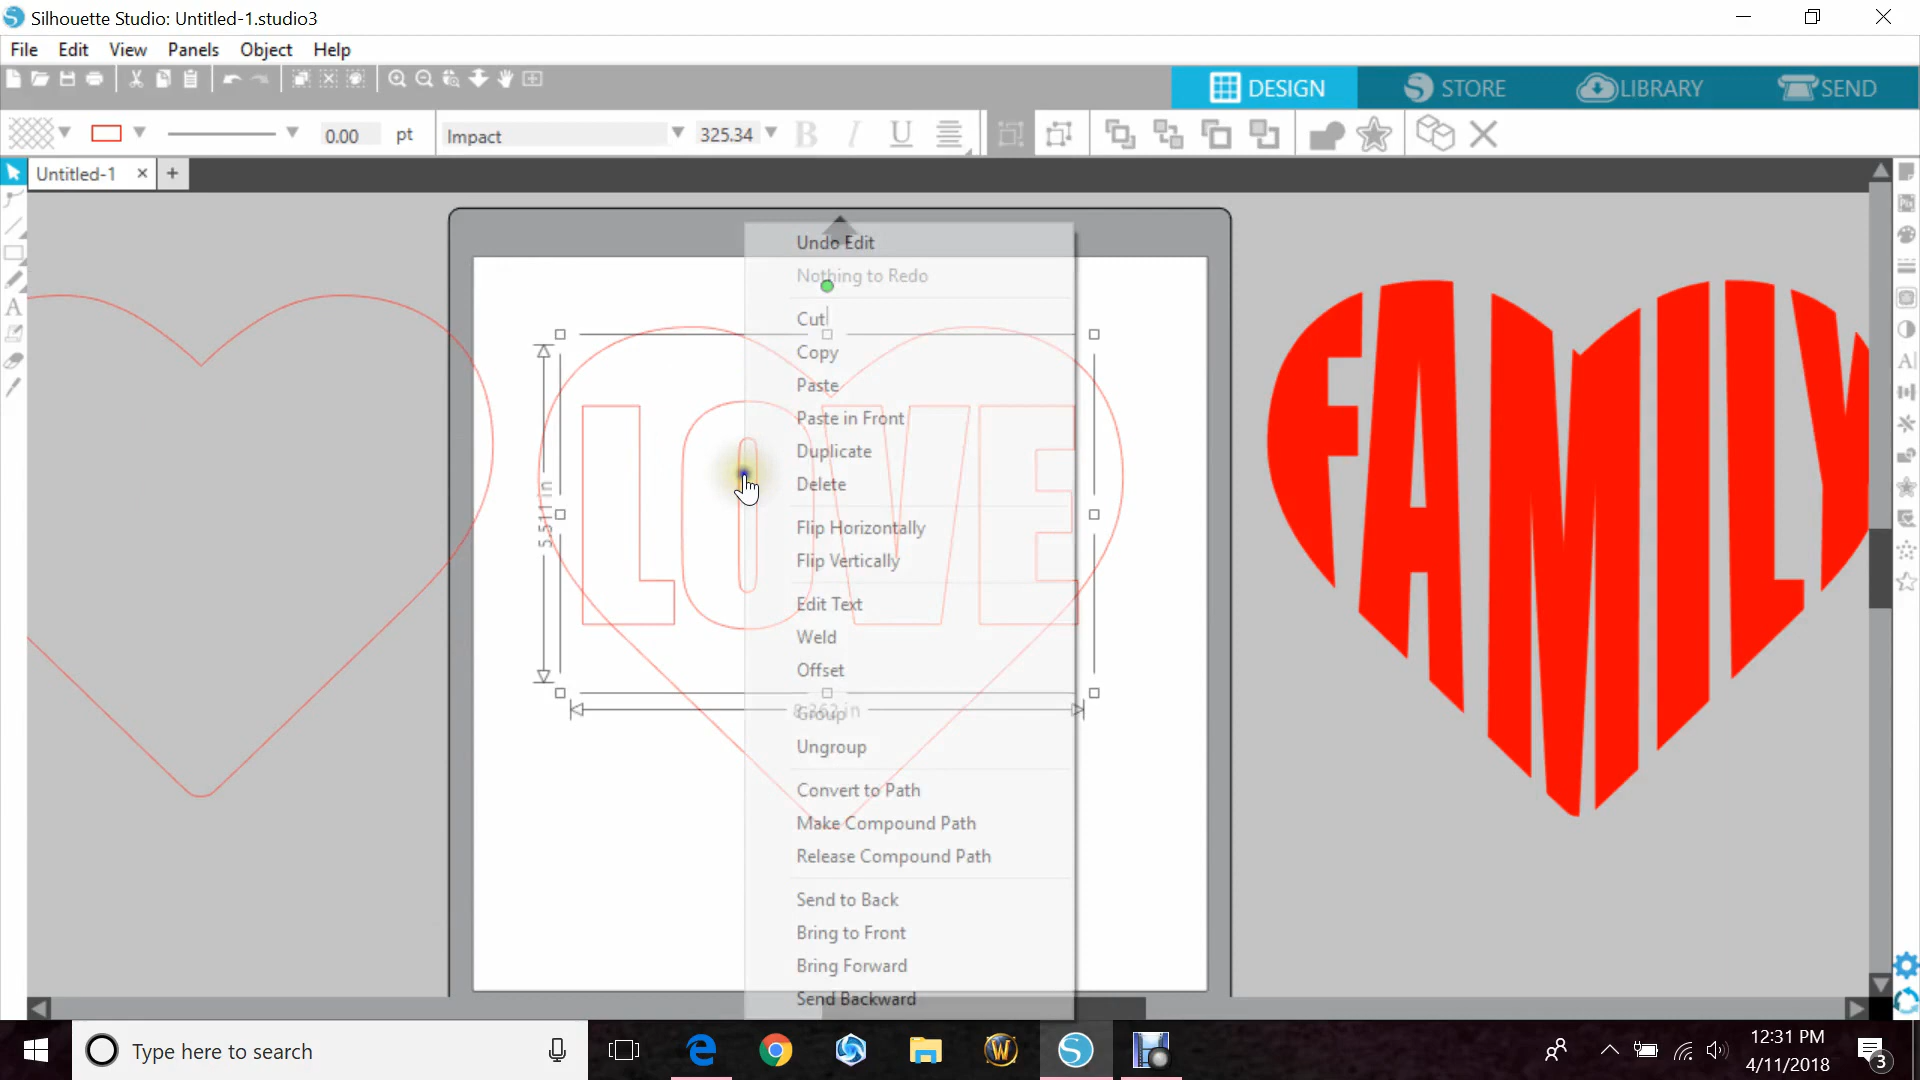 Silhouette Studio: Untitled-1.studio3
File Edit View Panels Object Help
DESIGN STORE LIBRARY SEND
0.00 pt Impact 325.34 B I U
Untitled-1 × +
Undo Edit
Nothing to Redo
Cut
Copy
Paste
Paste in Front
Duplicate
Delete
Flip Horizontally
Flip Vertically
Edit Text
Weld
Offset
Group
Ungroup
Convert to Path
Make Compound Path
Release Compound Path
Send to Back
Bring to Front
Bring Forward
Send Backward
LOVE
5.511 in
FAMILY
Type here to search
12:31 PM
4/11/2018
3